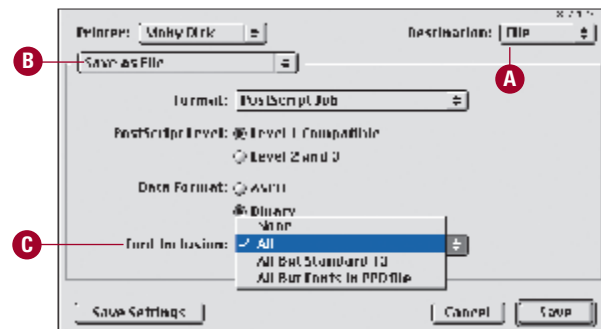 Printer: Moby Dick Destination: File
A
B Save as File
Format: PostScript Job
PostScript Level: Level 1 Compatible
Level 2 and 3
Data Format: ASCII
Binary
None
C Font Inclusion: ✓ All
All But Standard 13
All But Fonts in PPD file
Save Settings Cancel Save